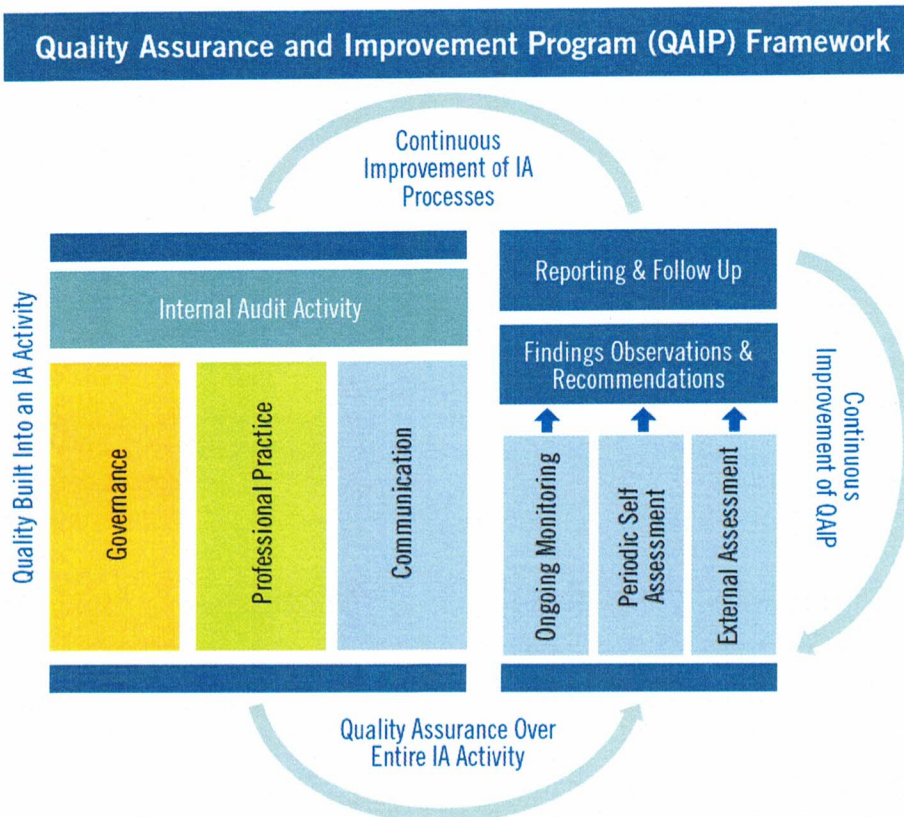 Quality Assurance and Improvement Program (QAIP) Framework
Continuous
Improvement of IA
Processes
Quality Built Into an IA Activity
Internal Audit Activity
Governance
Professional Practice
Communication
Reporting & Follow Up
Findings Observations &
Recommendations
Ongoing Monitoring
Periodic Self
Assessment
External Assessment
Continuous
Improvement of QAIP
Quality Assurance Over
Entire IA Activity